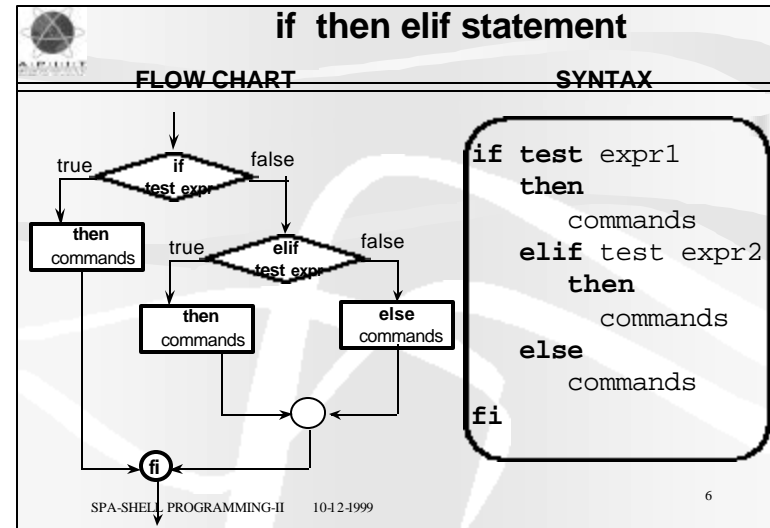 if then elif statement
FLOW CHART
SYNTAX
true
if
test expr
false
then
commands
true
elif
test expr
false
then
commands
else
commands
fi
if test expr1
then
commands
elif test expr2
then
commands
else
commands
fi
SPA-SHELL PROGRAMMING-II 10-12-1999
6